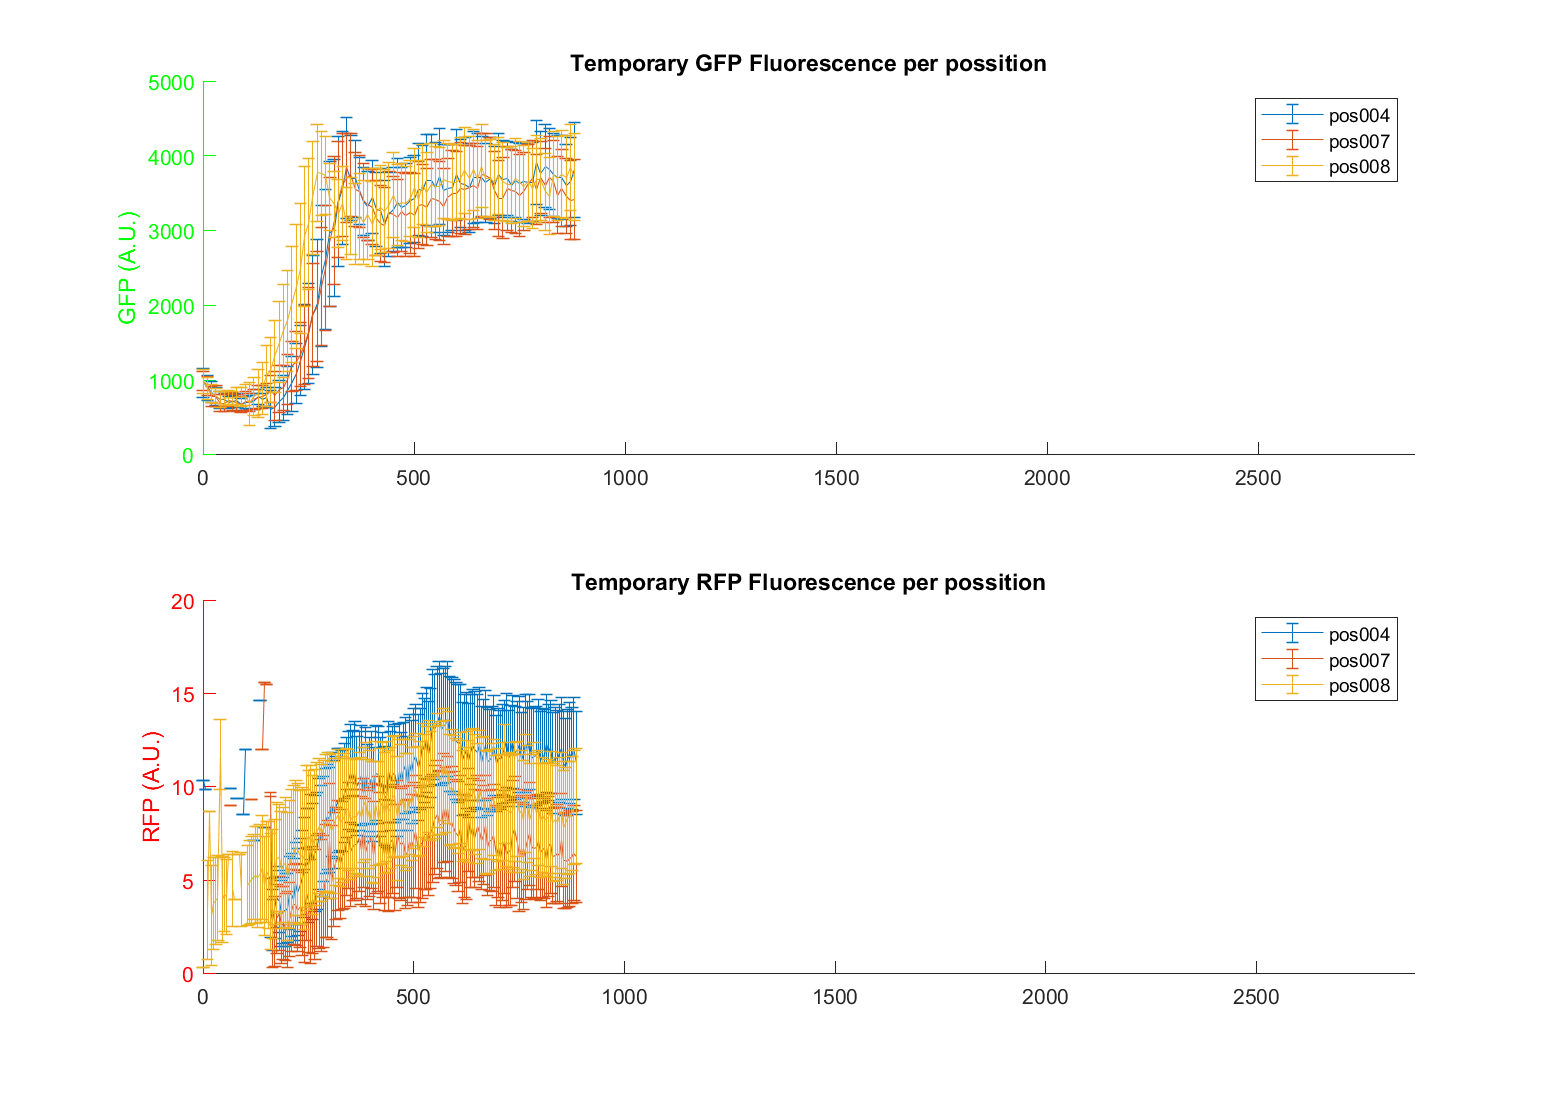 Temporary GFP Fluorescence per possition
5000
4000
3000
2000
1000
0
GFP (A.U.)
0 500 1000 1500 2000 2500
pos004
pos007
pos008
Temporary RFP Fluorescence per possition
20
15
10
5
0
RFP (A.U.)
0 500 1000 1500 2000 2500
pos004
pos007
pos008